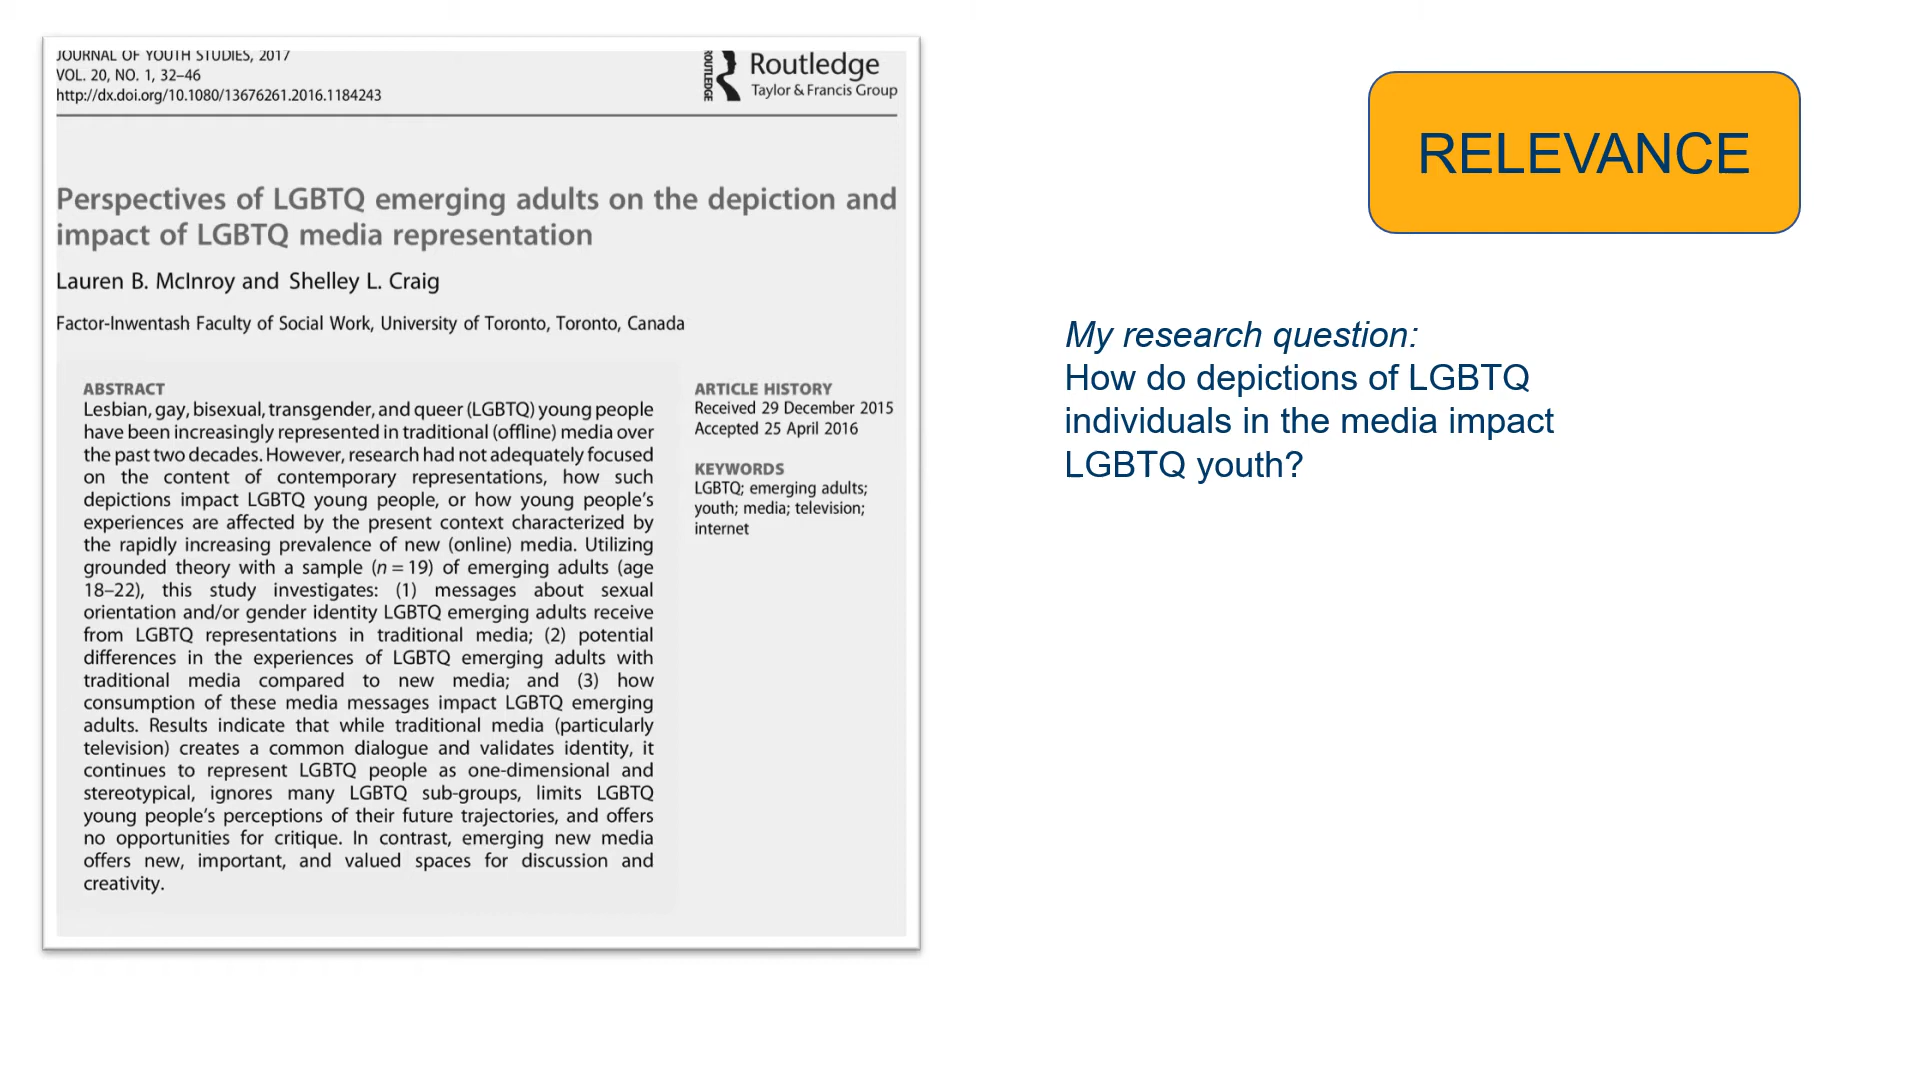 JOURNAL OF YOUTH STUDIES, 2017
VOL. 20, NO. 1, 32–46
http://dx.doi.org/10.1080/13676261.2016.1184243
ROUTLEDGE
Routledge
Taylor & Francis Group
Perspectives of LGBTQ emerging adults on the depiction and
impact of LGBTQ media representation
Lauren B. McInroy and Shelley L. Craig
Factor-Inwentash Faculty of Social Work, University of Toronto, Toronto, Canada
ABSTRACT
Lesbian, gay, bisexual, transgender, and queer (LGBTQ) young people
have been increasingly represented in traditional (offline) media over
the past two decades. However, research had not adequately focused
on the content of contemporary representations, how such
depictions impact LGBTQ young people, or how young people's
experiences are affected by the present context characterized by
the rapidly increasing prevalence of new (online) media. Utilizing
grounded theory with a sample (n = 19) of emerging adults (age
18–22), this study investigates: (1) messages about sexual
orientation and/or gender identity LGBTQ emerging adults receive
from LGBTQ representations in traditional media; (2) potential
differences in the experiences of LGBTQ emerging adults with
traditional media compared to new media; and (3) how
consumption of these media messages impact LGBTQ emerging
adults. Results indicate that while traditional media (particularly
television) creates a common dialogue and validates identity, it
continues to represent LGBTQ people as one-dimensional and
stereotypical, ignores many LGBTQ sub-groups, limits LGBTQ
young people's perceptions of their future trajectories, and offers
no opportunities for critique. In contrast, emerging new media
offers new, important, and valued spaces for discussion and
creativity.
ARTICLE HISTORY
Received 29 December 2015
Accepted 25 April 2016
KEYWORDS
LGBTQ; emerging adults;
youth; media; television;
internet
RELEVANCE
My research question:
How do depictions of LGBTQ
individuals in the media impact
LGBTQ youth?